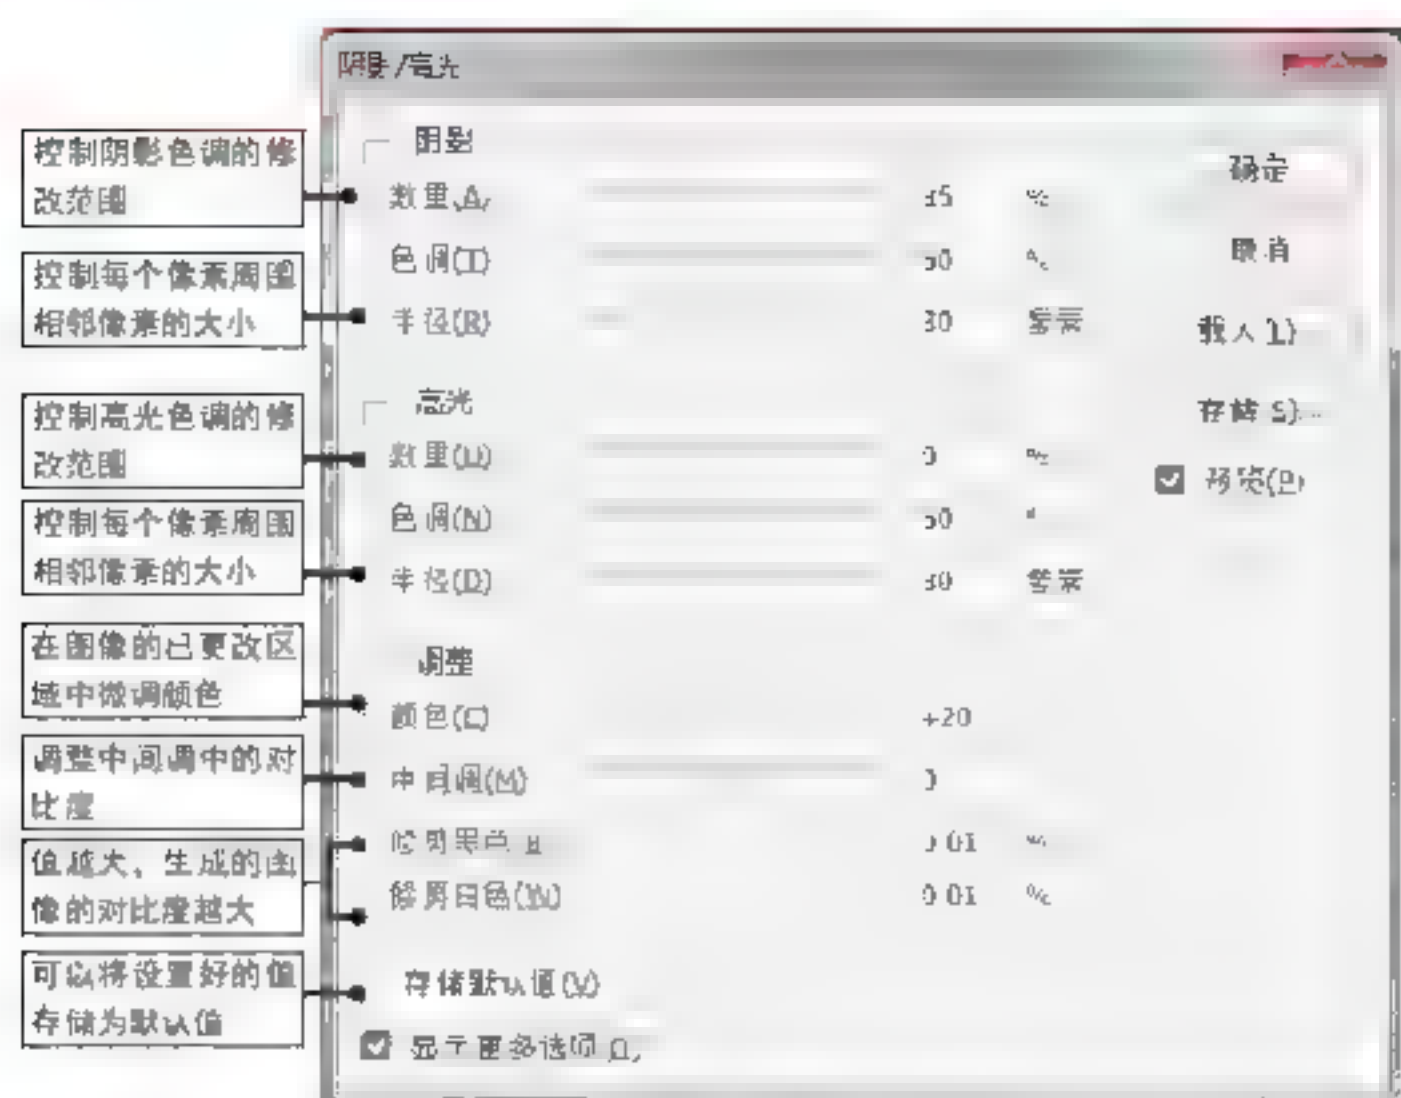 阴影/高光
控制阴影色调的修
改范围
控制每个像素周围
相邻像素的大小
控制高光色调的修
改范围
控制每个像素周围
相邻像素的大小
在图像的已更改区
域中微调颜色
调整中间调中的对
比度
值越大，生成的图
像的对比度越大
可以将设置好的值
存储为默认值
阴影
数量(A)
%
色调(T)
%
半径(R)
30 像素
高光
数量(U) 0 %
色调(N) 50
半径(D) 30 像素
调整
颜色(C) +20
中间调(M) 0
修剪黑色(B) 0.01 %
修剪白色(W) 0.01 %
存储默认值(V)
显示更多选项(O)
确定
取消
载入(L)
存储(S)...
预览(P)